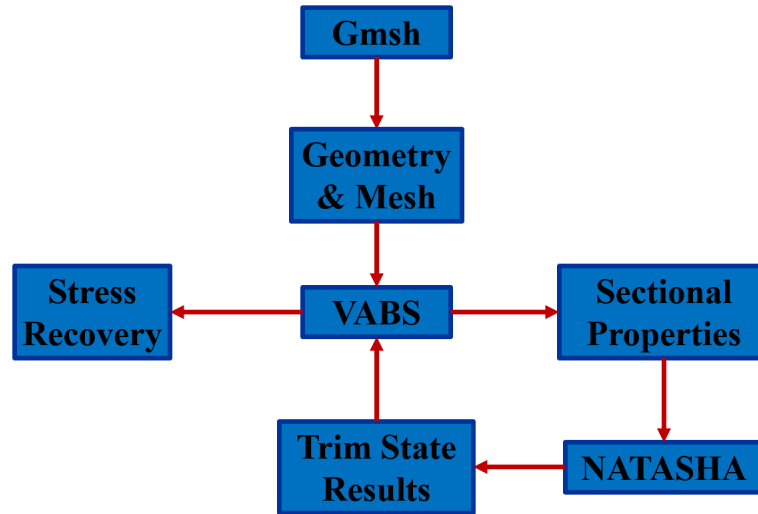 Gmsh
Geometry
& Mesh
Stress
Recovery
VABS
Sectional
Properties
Trim State
Results
NATASHA